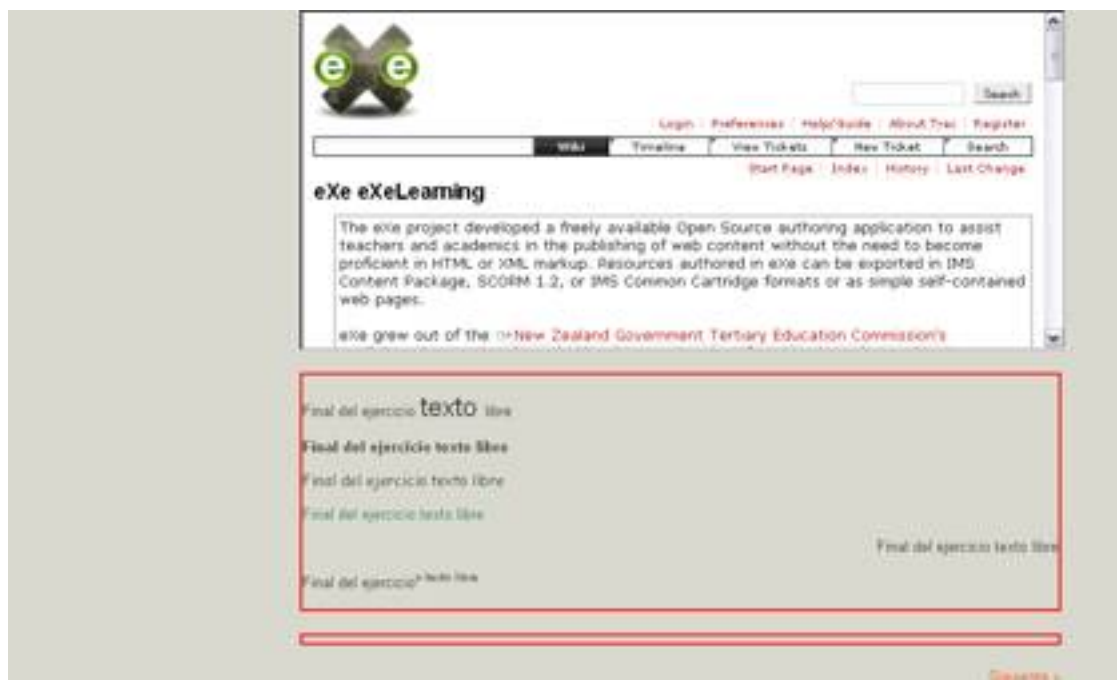 e e
Search
Login Preferences Help/Guide About Trac Register
Wiki Timeline View Tickets New Ticket Search
Start Page Index History Last Change
eXe eXeLearning
The eXe project developed a freely available Open Source authoring application to assist
teachers and academics in the publishing of web content without the need to become
proficient in HTML or XML markup. Resources authored in eXe can be exported in IMS
Content Package, SCORM 1.2, or IMS Common Cartridge formats or as simple self-contained
web pages.
eXe grew out of the New Zealand Government Tertiary Education Commission's
Final del ejercicio texto libre
Final del ejercicio texto libre
Final del ejercicio texto libre
Final del ejercicio texto libre
Final del ejercicio texto libre
Final del ejercicio texto libre
Siguiente »